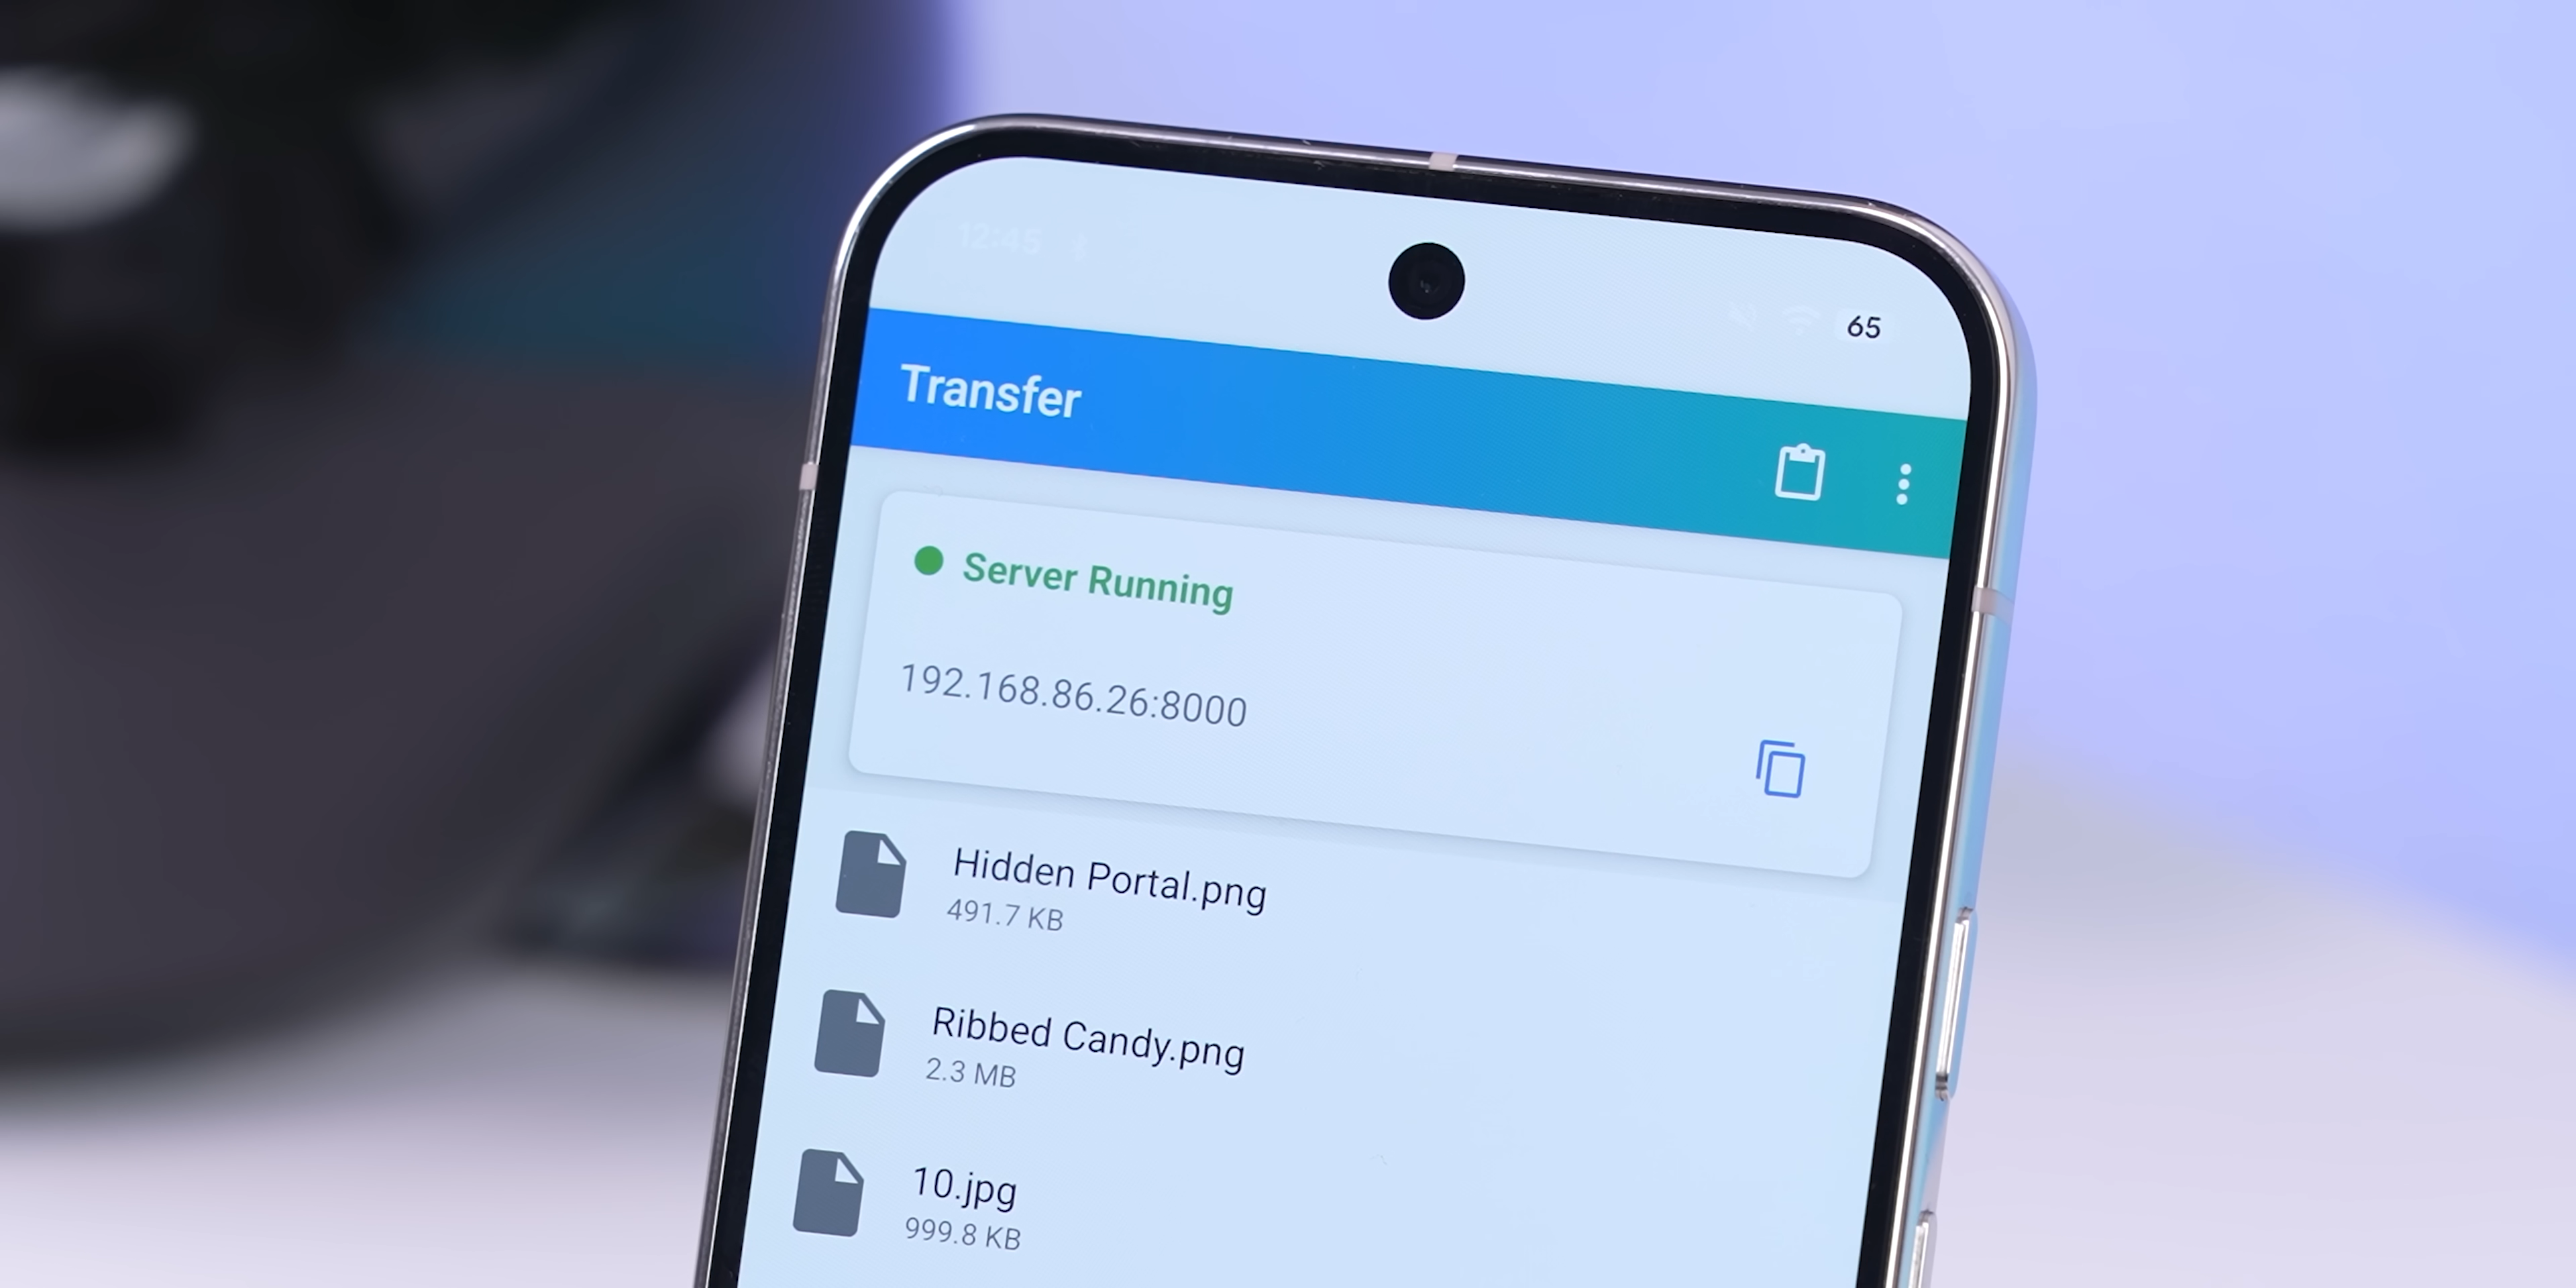 12:45
65
Transfer
Server Running
192.168.86.26:8000
Hidden Portal.png
491.7 KB
Ribbed Candy.png
2.3 MB
10.jpg
999.8 KB